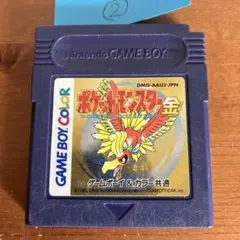 ②
Nintendo GAME BOY
DMG-AAUJ-JPN
ポケットモンスター金
GAME BOY COLOR
ゲームボーイ&カラー共通